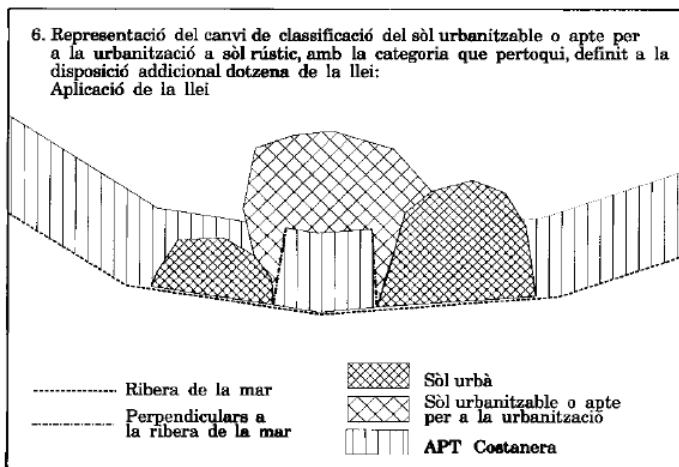 6. Representació del canvi de classificació del sòl urbanitzable o apte per
a la urbanització a sòl rústic, amb la categoria que pertoqui, definit a la
disposició addicional dotzena de la llei:
Aplicació de la llei
Ribera de la mar
Perpendiculars a
la ribera de la mar
Sòl urbà
Sòl urbanitzable o apte
per a la urbanització
APT Costanera